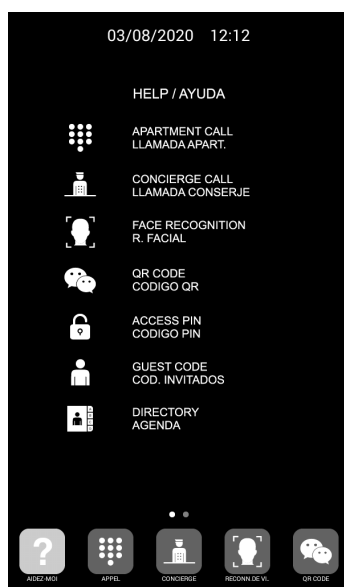 03/08/2020 12:12
HELP / AYUDA
APARTMENT CALL
LLAMADA APART.
CONCIERGE CALL
LLAMADA CONSERJE
FACE RECOGNITION
R. FACIAL
QR CODE
CODIGO QR
ACCESS PIN
CODIGO PIN
GUEST CODE
COD. INVITADOS
DIRECTORY
AGENDA
?
AIDEZ-MOI
APPEL
CONCIERGE
RECONN.DE VI..
QR CODE